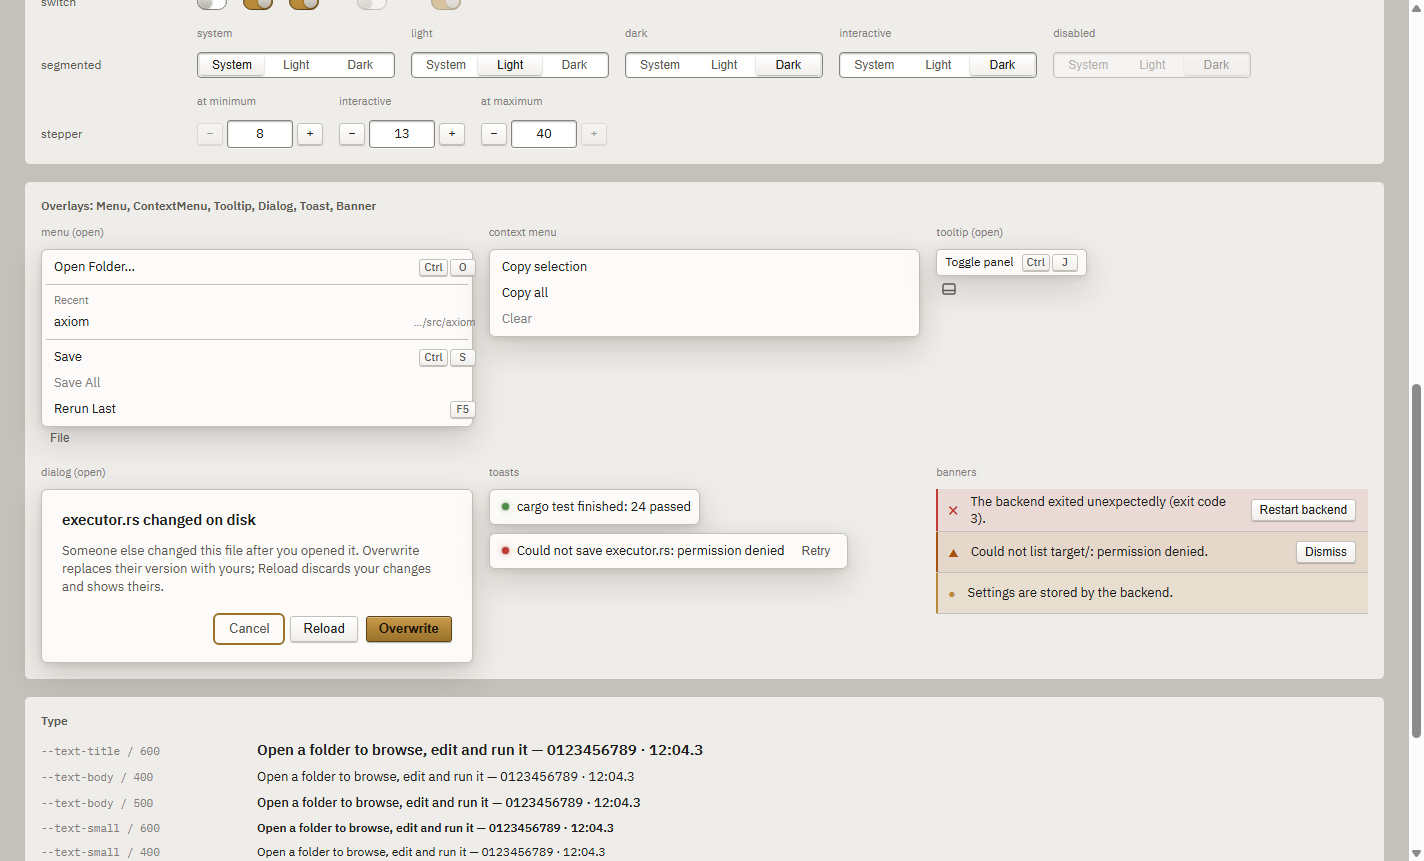 switch
system light dark interactive disabled
segmented System Light Dark System Light Dark System Light Dark System Light Dark System Light Dark
at minimum interactive at maximum
stepper − 8 + − 13 + − 40 +
Overlays: Menu, ContextMenu, Tooltip, Dialog, Toast, Banner
menu (open)
Open Folder... Ctrl O
Recent
axiom .../src/axiom
Save Ctrl S
Save All
Rerun Last F5
File
context menu
Copy selection
Copy all
Clear
tooltip (open)
Toggle panel Ctrl J
dialog (open)
executor.rs changed on disk
Someone else changed this file after you opened it. Overwrite
replaces their version with yours; Reload discards your changes
and shows theirs.
Cancel Reload Overwrite
toasts
cargo test finished: 24 passed
Could not save executor.rs: permission denied Retry
banners
The backend exited unexpectedly (exit code
3).
Restart backend
Could not list target/: permission denied. Dismiss
Settings are stored by the backend.
Type
--text-title / 600 Open a folder to browse, edit and run it — 0123456789 · 12:04.3
--text-body / 400 Open a folder to browse, edit and run it — 0123456789 · 12:04.3
--text-body / 500 Open a folder to browse, edit and run it — 0123456789 · 12:04.3
--text-small / 600 Open a folder to browse, edit and run it — 0123456789 · 12:04.3
--text-small / 400 Open a folder to browse, edit and run it — 0123456789 · 12:04.3